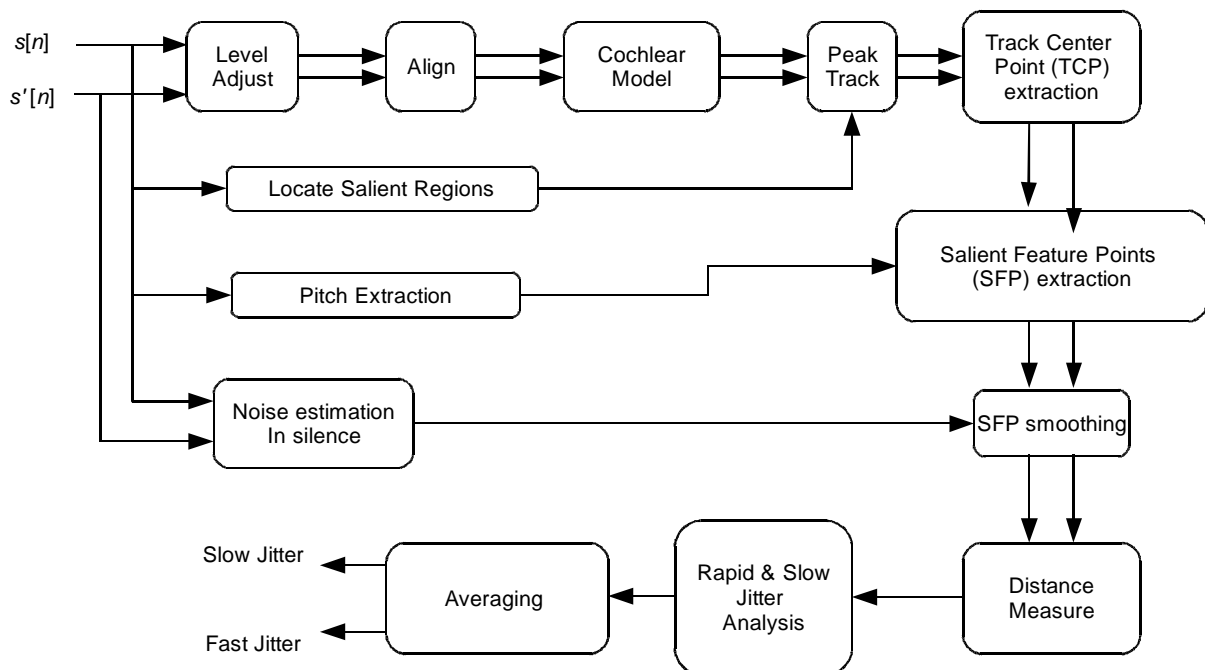 s[n]
s'[n]
Level
Adjust
Align
Cochlear
Model
Peak
Track
Track Center
Point (TCP)
extraction
Locate Salient Regions
Salient Feature Points
(SFP) extraction
Pitch Extraction
Noise estimation
In silence
SFP smoothing
Slow Jitter
Fast Jitter
Averaging
Rapid & Slow
Jitter
Analysis
Distance
Measure